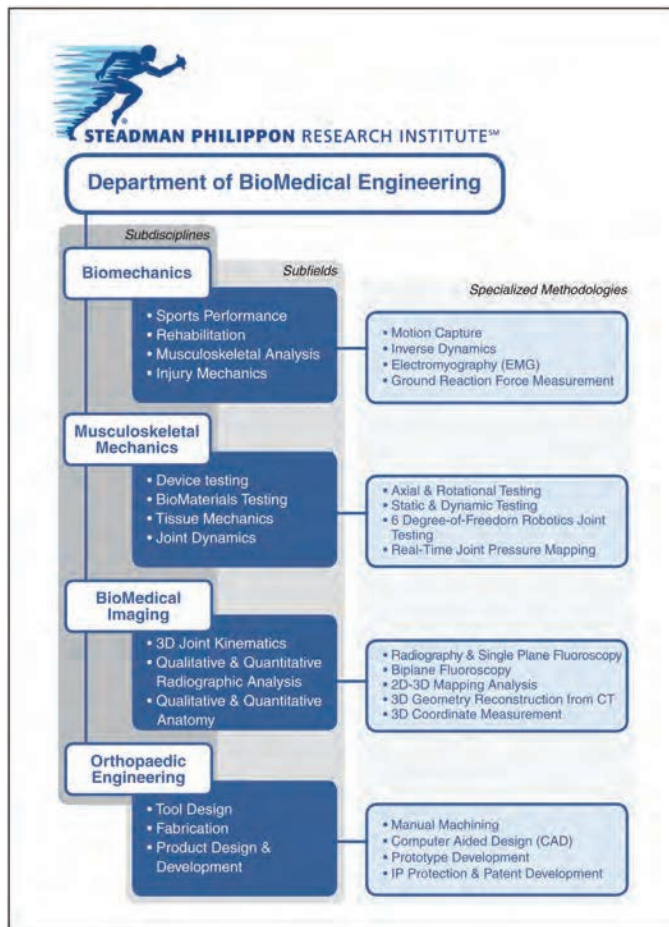 STEADMAN PHILIPPON RESEARCH INSTITUTE℠
Department of BioMedical Engineering
Subdisciplines
Biomechanics
Subfields
Specialized Methodologies
• Sports Performance
• Rehabilitation
• Musculoskeletal Analysis
• Injury Mechanics
• Motion Capture
• Inverse Dynamics
• Electromyography (EMG)
• Ground Reaction Force Measurement
Musculoskeletal
Mechanics
• Device testing
• BioMaterials Testing
• Tissue Mechanics
• Joint Dynamics
• Axial & Rotational Testing
• Static & Dynamic Testing
• 6 Degree-of-Freedom Robotics Joint
Testing
• Real-Time Joint Pressure Mapping
BioMedical
Imaging
• 3D Joint Kinematics
• Qualitative & Quantitative
Radiographic Analysis
• Qualitative & Quantitative
Anatomy
• Radiography & Single Plane Fluoroscopy
• Biplane Fluoroscopy
• 2D-3D Mapping Analysis
• 3D Geometry Reconstruction from CT
• 3D Coordinate Measurement
Orthopaedic
Engineering
• Tool Design
• Fabrication
• Product Design &
Development
• Manual Machining
• Computer Aided Design (CAD)
• Prototype Development
• IP Protection & Patent Development